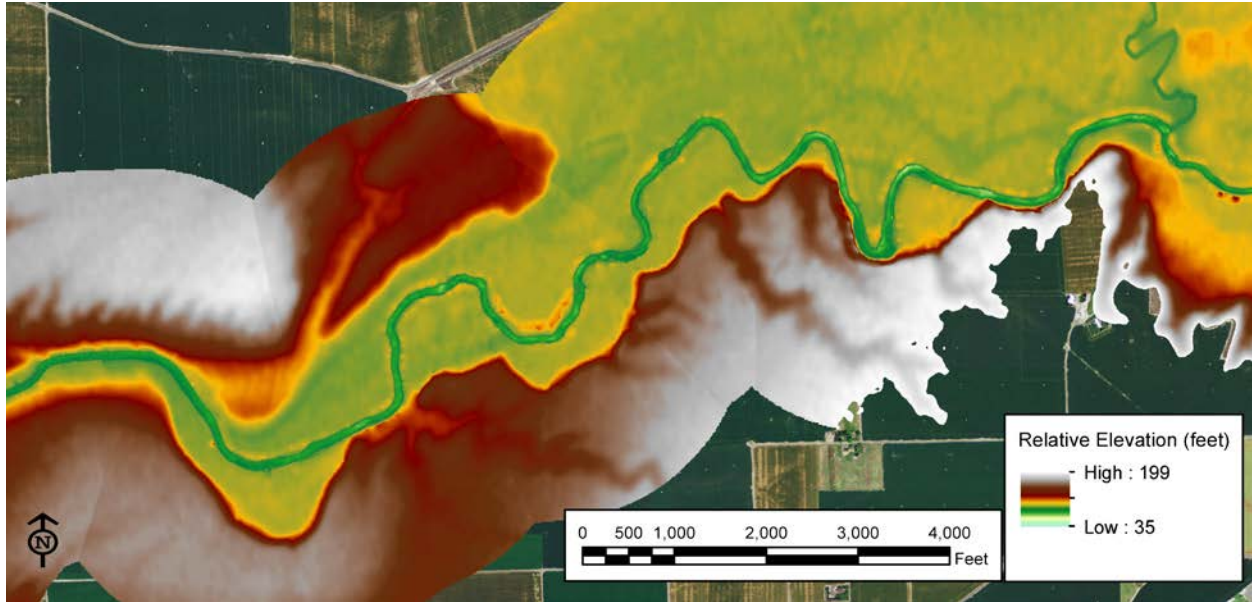 Relative Elevation (feet)
High : 199
Low : 35
0 500 1,000 2,000 3,000 4,000
Feet
N